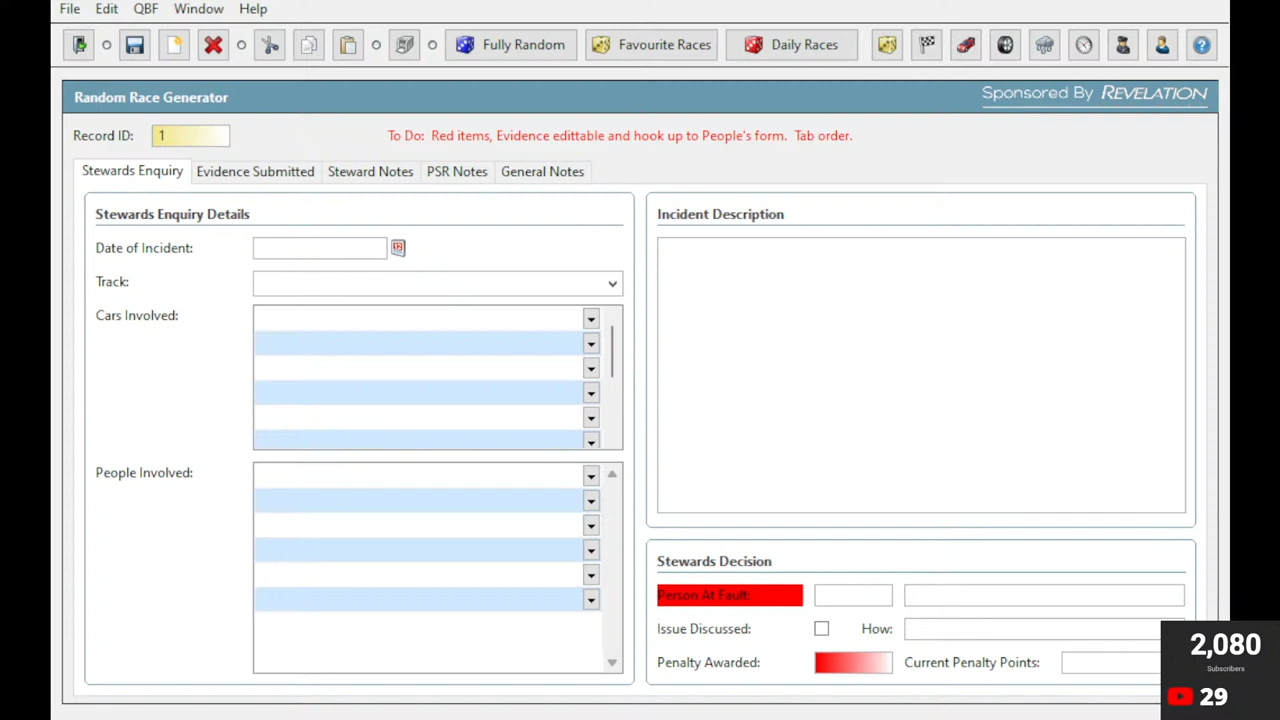 File Edit QBF Window Help
Fully Random Favourite Races Daily Races
Random Race Generator
Sponsored By REVELATION
Record ID: 1
To Do: Red items, Evidence edittable and hook up to People's form. Tab order.
Stewards Enquiry Evidence Submitted Steward Notes PSR Notes General Notes
Stewards Enquiry Details
Date of Incident:
Track:
Cars Involved:
People Involved:
Incident Description
Stewards Decision
Person At Fault:
Issue Discussed: How:
Penalty Awarded: Current Penalty Points:
2,080
Subscribers
29